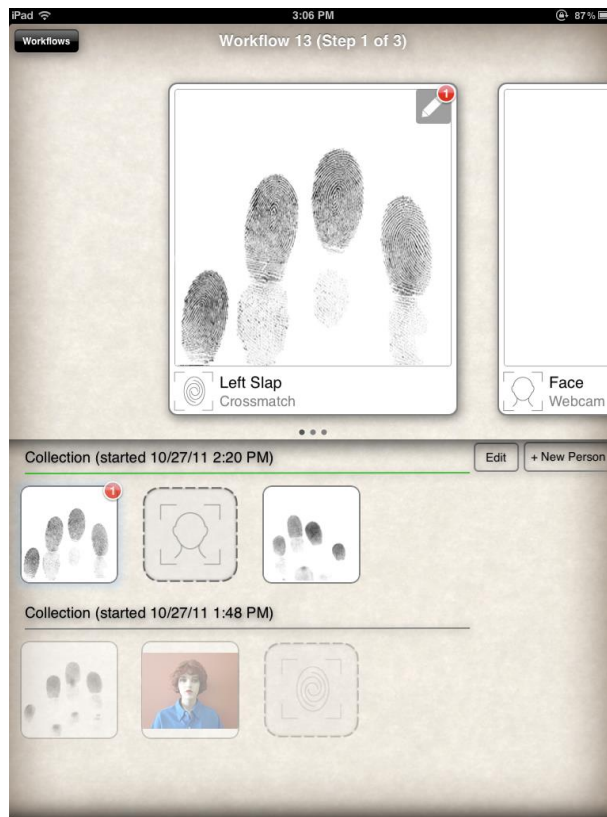 iPad 3:06 PM 87%
Workflows Workflow 13 (Step 1 of 3)
1
Left Slap
Crossmatch
Face
Webcam
Collection (started 10/27/11 2:20 PM) Edit + New Person
1
Collection (started 10/27/11 1:48 PM)